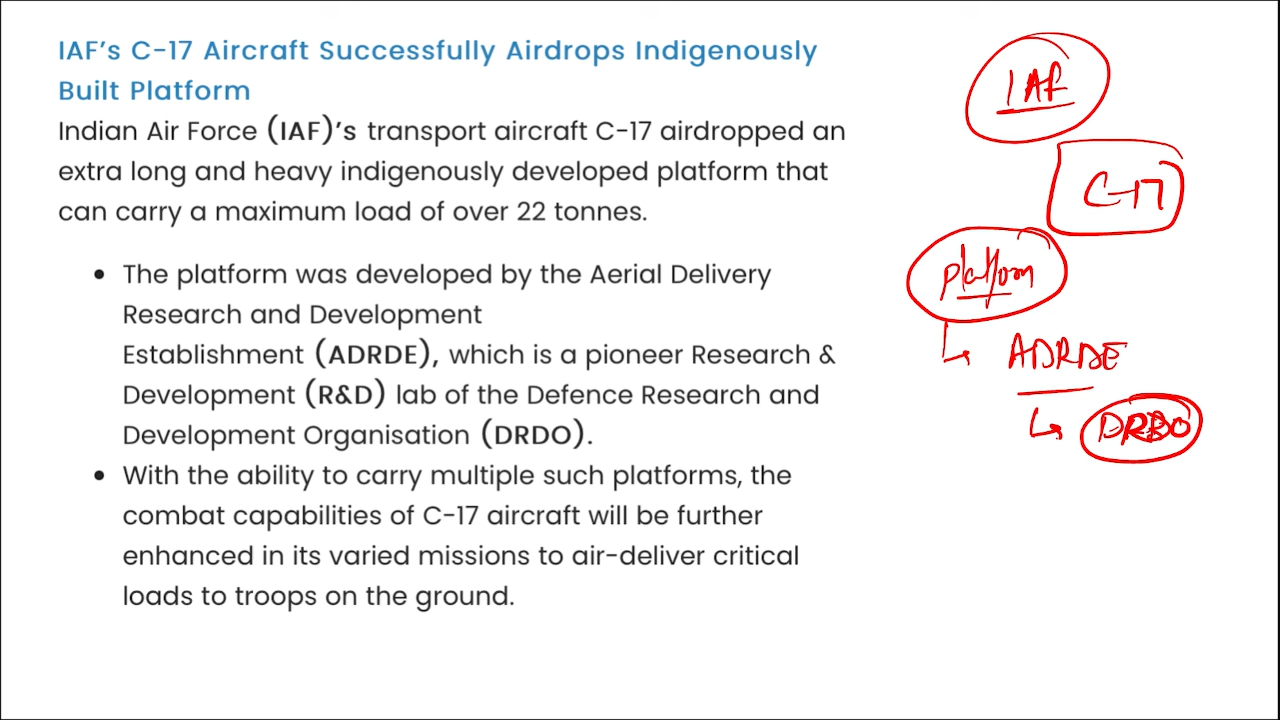 IAF’s C-17 Aircraft Successfully Airdrops Indigenously
Built Platform
Indian Air Force (IAF)’s transport aircraft C-17 airdropped an
extra long and heavy indigenously developed platform that
can carry a maximum load of over 22 tonnes.
• The platform was developed by the Aerial Delivery
Research and Development
Establishment (ADRDE), which is a pioneer Research &
Development (R&D) lab of the Defence Research and
Development Organisation (DRDO).
• With the ability to carry multiple such platforms, the
combat capabilities of C-17 aircraft will be further
enhanced in its varied missions to air-deliver critical
loads to troops on the ground.
IAF
C-17
Platform
ADRDE
DRDO